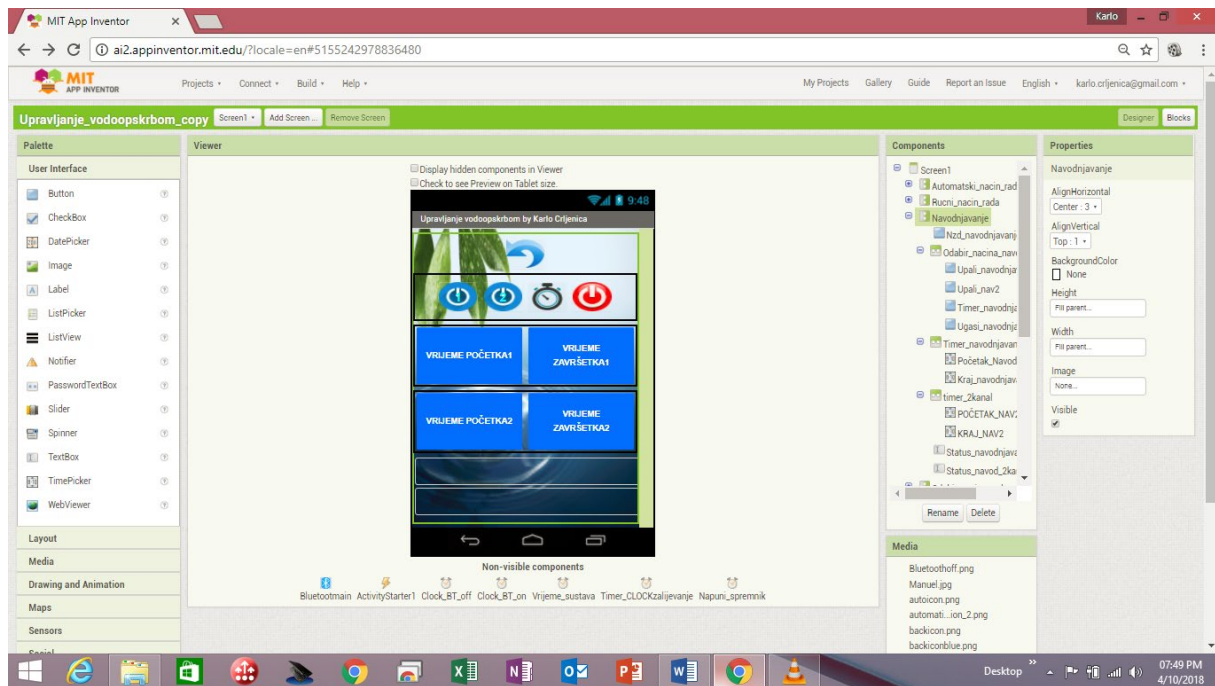 MIT App Inventor
Karlo
ai2.appinventor.mit.edu/?locale=en#5155242978836480
MIT
APP INVENTOR
Projects Connect Build Help
My Projects Gallery Guide Report an Issue English karlo.crljenica@gmail.com
Upravljanje_vodoopskrbom_copy Screen1 Add Screen ... Remove Screen
Designer Blocks
Palette
User Interface
Button
CheckBox
DatePicker
Image
Label
ListPicker
ListView
Notifier
PasswordTextBox
Slider
Spinner
TextBox
TimePicker
WebViewer
Layout
Media
Drawing and Animation
Maps
Sensors
Social
Viewer
Display hidden components in Viewer
Check to see Preview on Tablet size.
9:48
Upravljanje vodoopskrbom by Karlo Crljenica
1 2
VRIJEME POČETKA1
VRIJEME
ZAVRŠETKA1
VRIJEME POČETKA2
VRIJEME
ZAVRŠETKA2
Non-visible components
Bluetootmain ActivityStarter1 Clock_BT_off Clock_BT_on Vrijeme_sustava Timer_CLOCKzalijevanje Napuni_spremnik
Components
Screen1
Automatski_nacin_rad
Rucni_nacin_rada
Navodnjavanje
Nzd_navodnjavanj
Odabir_nacina_nav
Upali_navodnja
Upali_nav2
Timer_navodnja
Ugasi_navodnja
Timer_navodnjavan
Početak_Navod
Kraj_navodnjav
timer_2kanal
POČETAK_NAV2
KRAJ_NAV2
Status_navodnjava
Status_navod_2ka
Rename Delete
Media
Bluetoothoff.png
Manuel.jpg
autoicon.png
automati...ion_2.png
backicon.png
backiconblue.png
Properties
Navodnjavanje
AlignHorizontal
Center : 3
AlignVertical
Top : 1
BackgroundColor
None
Height
Fill parent...
Width
Fill parent...
Image
None...
Visible
Desktop
07:49 PM
4/10/2018